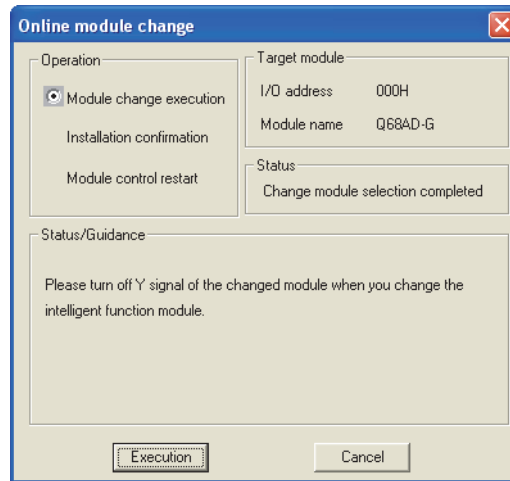 Online module change
Operation
Module change execution
Installation confirmation
Module control restart
Target module
I/O address 000H
Module name Q68AD-G
Status
Change module selection completed
Status/Guidance
Please turn off Y signal of the changed module when you change the
intelligent function module.
Execution Cancel